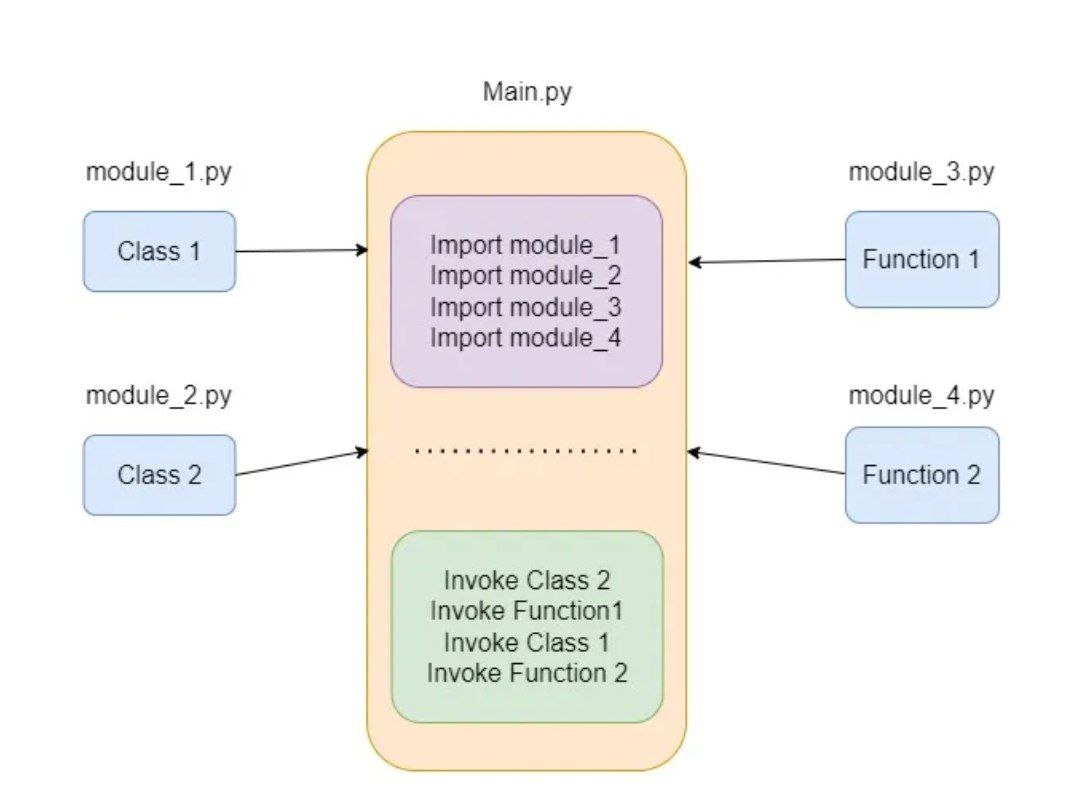 Main.py
module_1.py
Class 1
module_2.py
Class 2
Import module_1
Import module_2
Import module_3
Import module_4
..................
Invoke Class 2
Invoke Function1
Invoke Class 1
Invoke Function 2
module_3.py
Function 1
module_4.py
Function 2